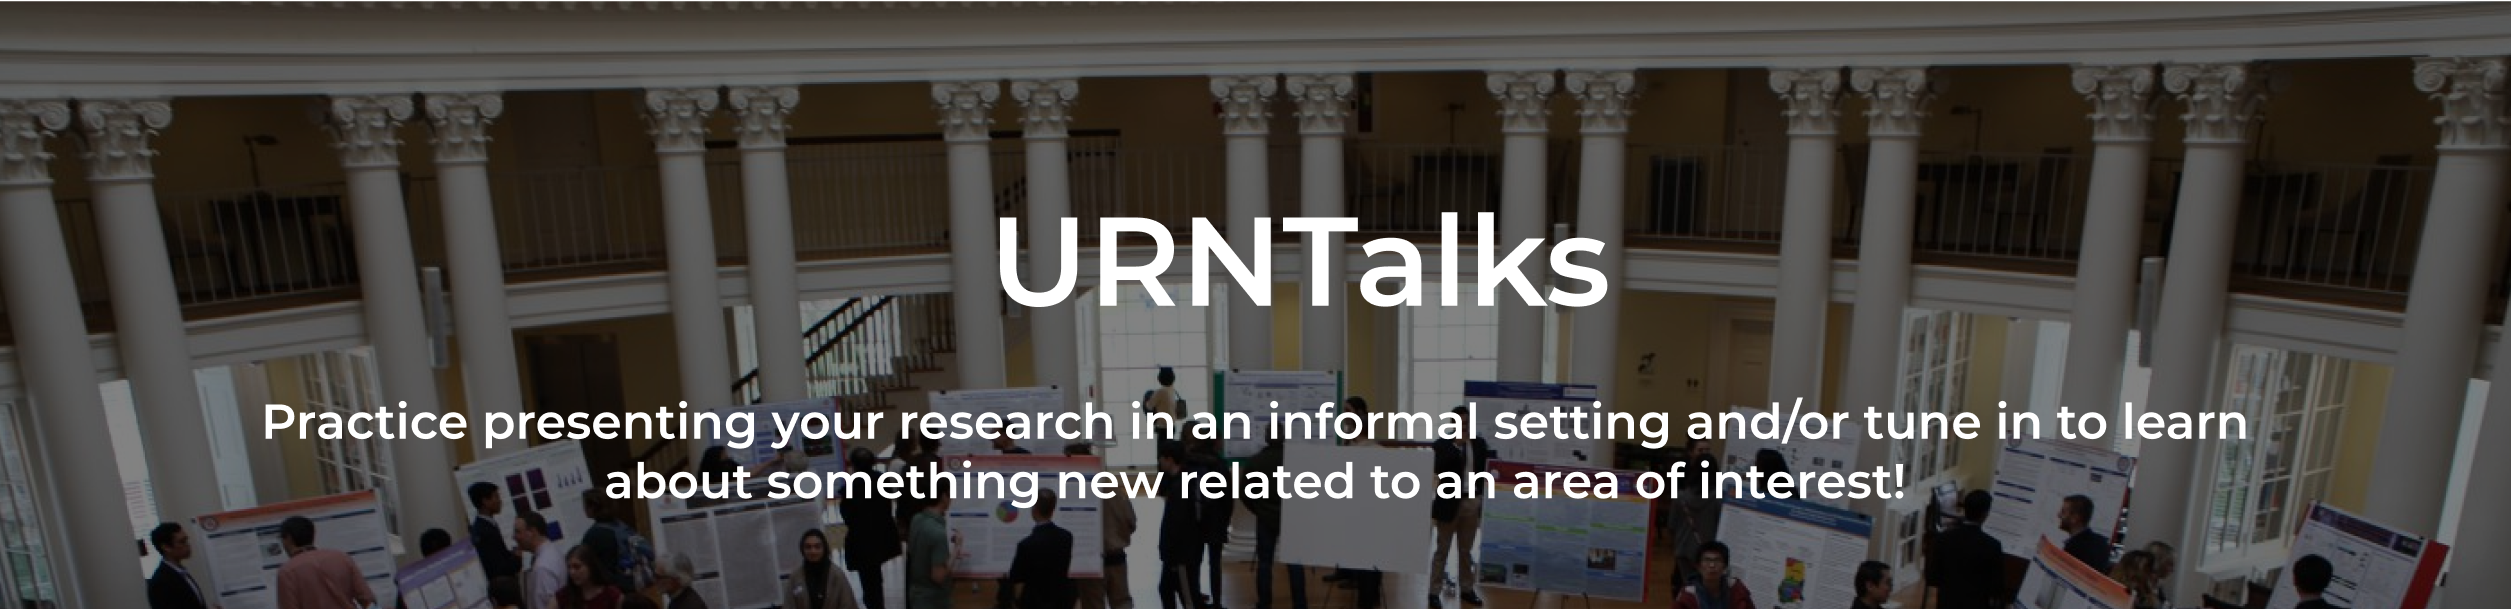 URNTalks
Practice presenting your research in an informal setting and/or tune in to learn
about something new related to an area of interest!